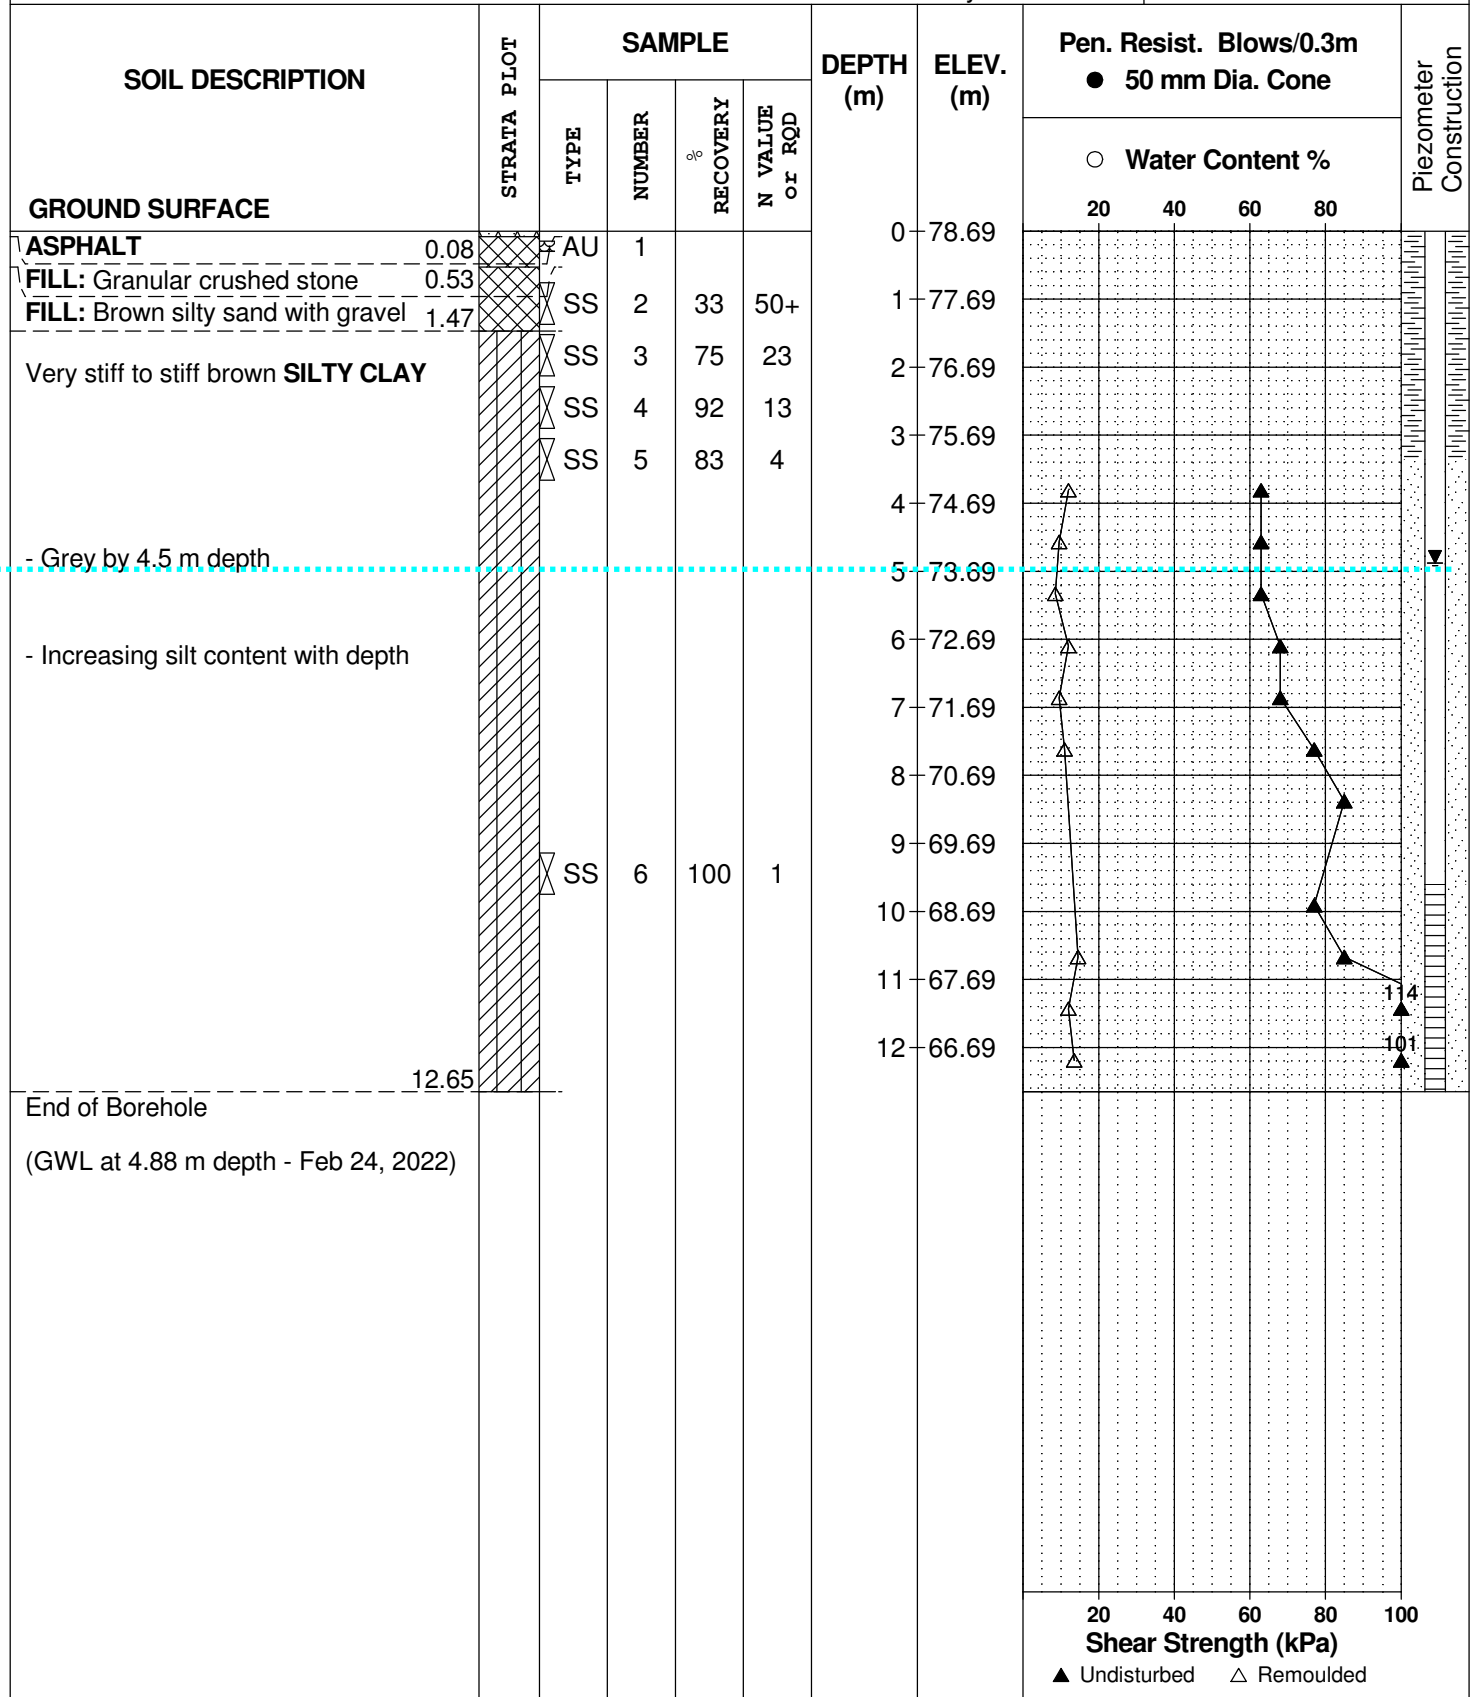 SOIL DESCRIPTION
GROUND SURFACE
STRATA PLOT
SAMPLE
TYPE
NUMBER
% RECOVERY
N VALUE or RQD
DEPTH (m)
ELEV. (m)
Pen. Resist. Blows/0.3m
● 50 mm Dia. Cone
○ Water Content %
20 40 60 80
Piezometer Construction
ASPHALT 0.08
FILL: Granular crushed stone 0.53
FILL: Brown silty sand with gravel 1.47
Very stiff to stiff brown SILTY CLAY
- Grey by 4.5 m depth
- Increasing silt content with depth
12.65
End of Borehole
(GWL at 4.88 m depth - Feb 24, 2022)
AU 1
SS 2 33 50+
SS 3 75 23
SS 4 92 13
SS 5 83 4
SS 6 100 1
0 78.69
1 77.69
2 76.69
3 75.69
4 74.69
5 73.69
6 72.69
7 71.69
8 70.69
9 69.69
10 68.69
11 67.69
12 66.69
114
101
20 40 60 80 100
Shear Strength (kPa)
▲ Undisturbed △ Remoulded